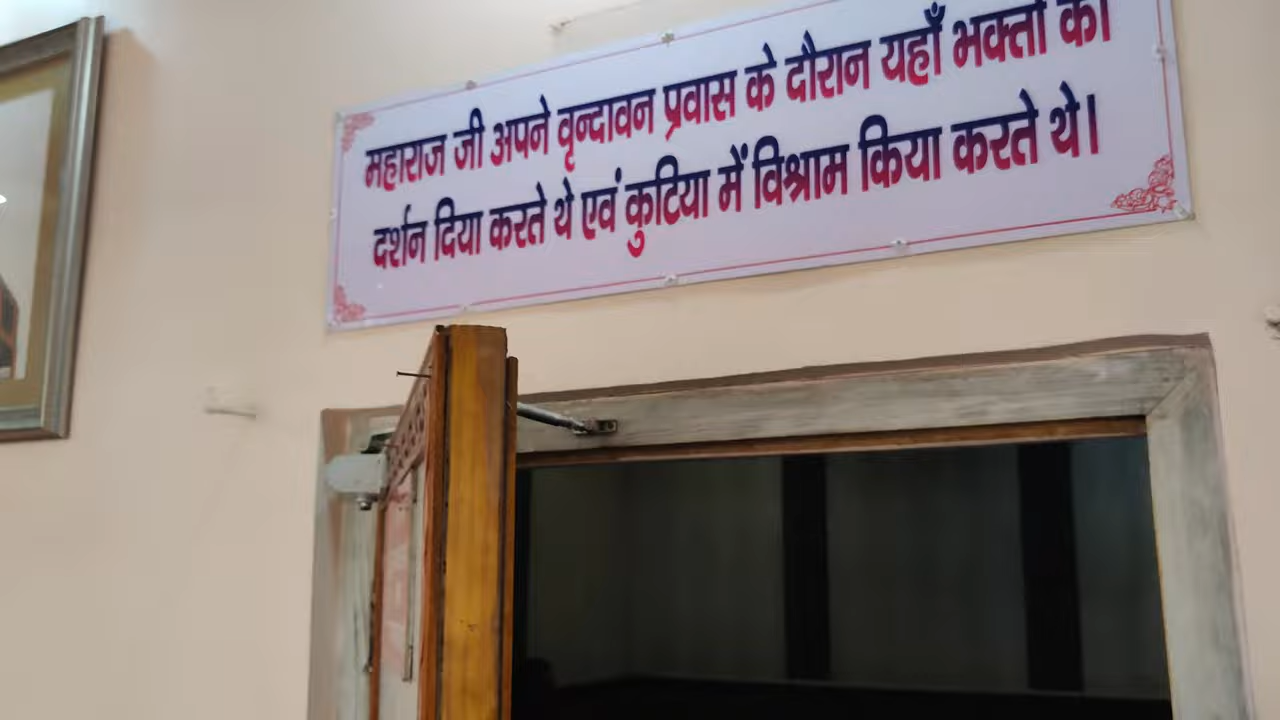 महाराज जी अपने वृन्दावन प्रवास के दौरान यहाँ भक्तों को
दर्शन दिया करते थे एवं कुटिया में विश्राम किया करते थे।